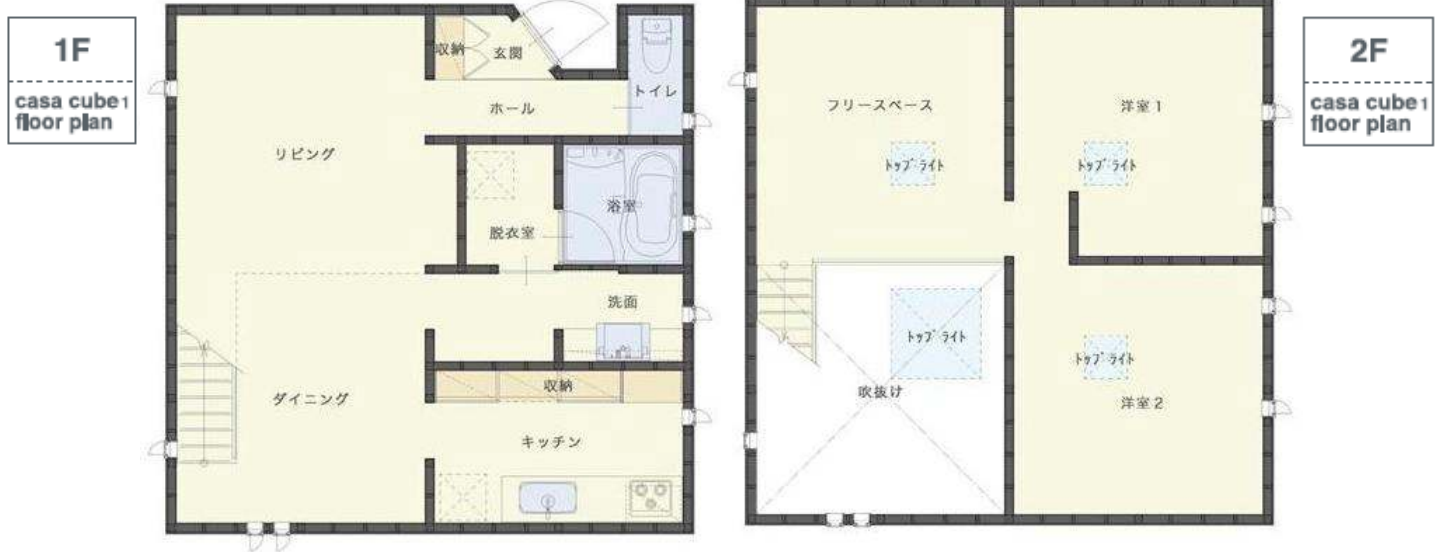 1F
casa cube1
floor plan
収納
玄関
トイレ
ホール
リビング
浴室
脱衣室
洗面
収納
ダイニング
キッチン
2F
casa cube1
floor plan
フリースペース
洋室1
トップライト
トップライト
トップライト
トップライト
吹抜け
洋室2